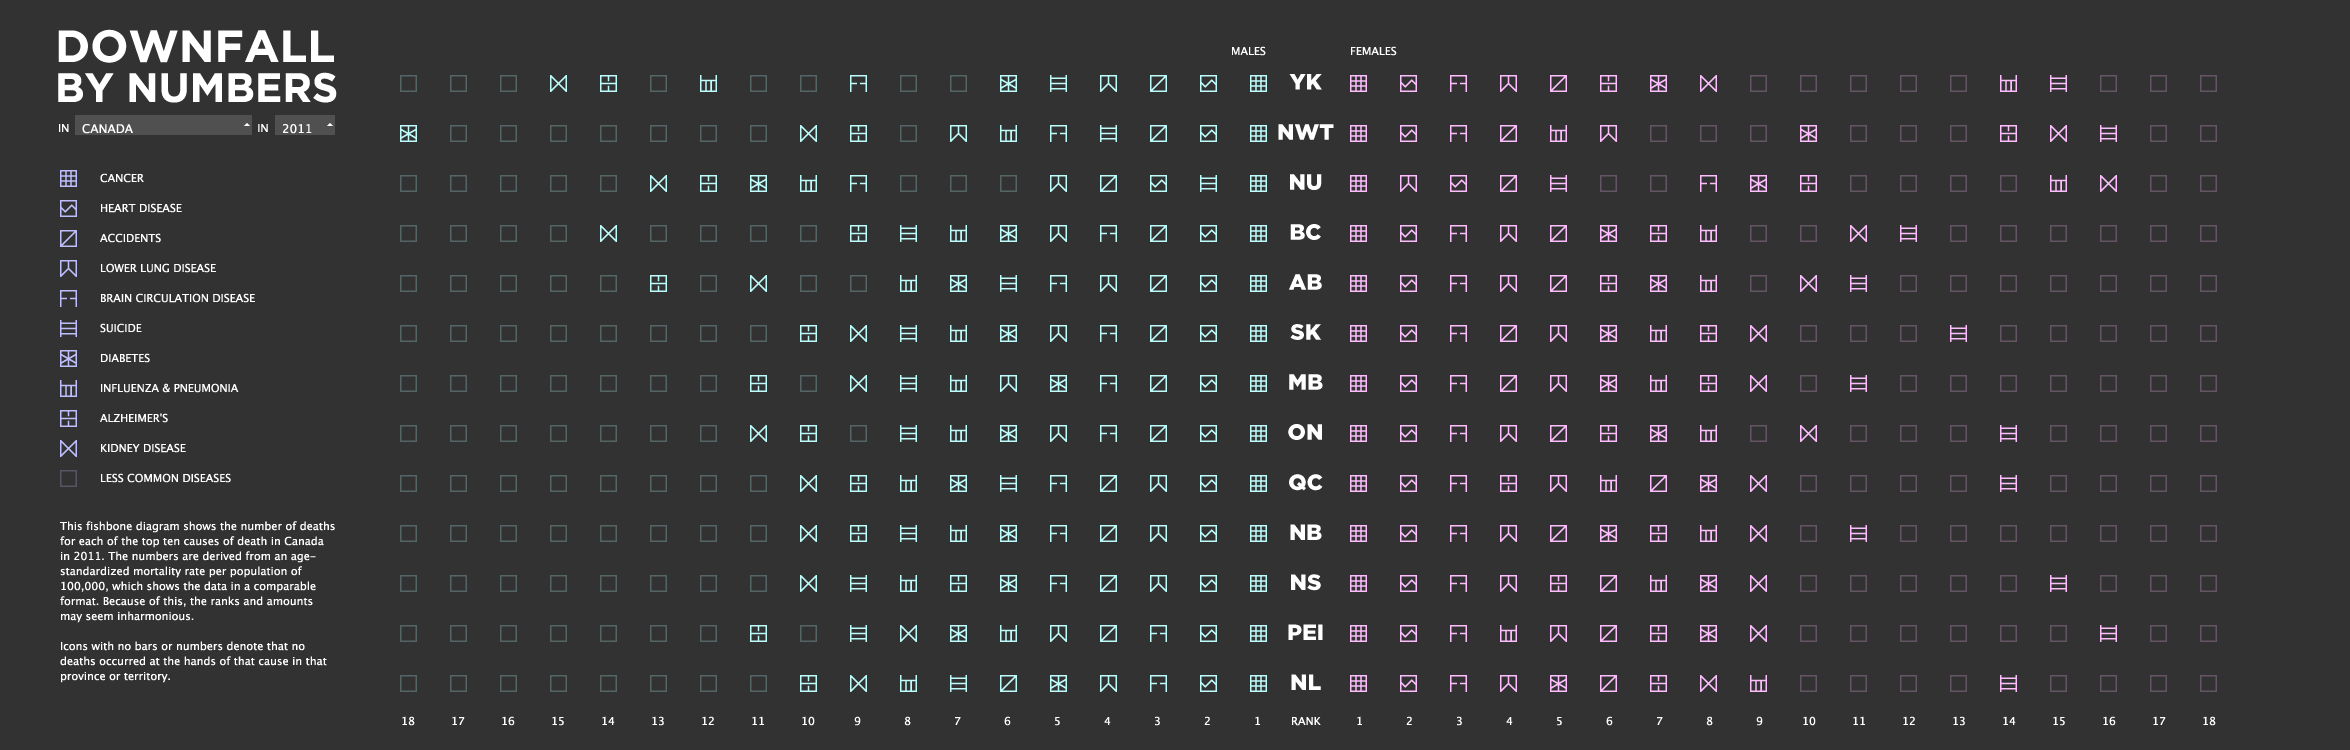 DOWNFALL
BY NUMBERS
IN CANADA IN 2011
CANCER
HEART DISEASE
ACCIDENTS
LOWER LUNG DISEASE
BRAIN CIRCULATION DISEASE
SUICIDE
DIABETES
INFLUENZA & PNEUMONIA
ALZHEIMER'S
KIDNEY DISEASE
LESS COMMON DISEASES
This fishbone diagram shows the number of deaths
for each of the top ten causes of death in Canada
in 2011. The numbers are derived from an age-
standardized mortality rate per population of
100,000, which shows the data in a comparable
format. Because of this, the ranks and amounts
may seem inharmonious.
Icons with no bars or numbers denote that no
deaths occurred at the hands of that cause in that
province or territory.
MALES FEMALES
YK
NWT
NU
BC
AB
SK
MB
ON
QC
NB
NS
PEI
NL
18 17 16 15 14 13 12 11 10 9 8 7 6 5 4 3 2 1 RANK 1 2 3 4 5 6 7 8 9 10 11 12 13 14 15 16 17 18